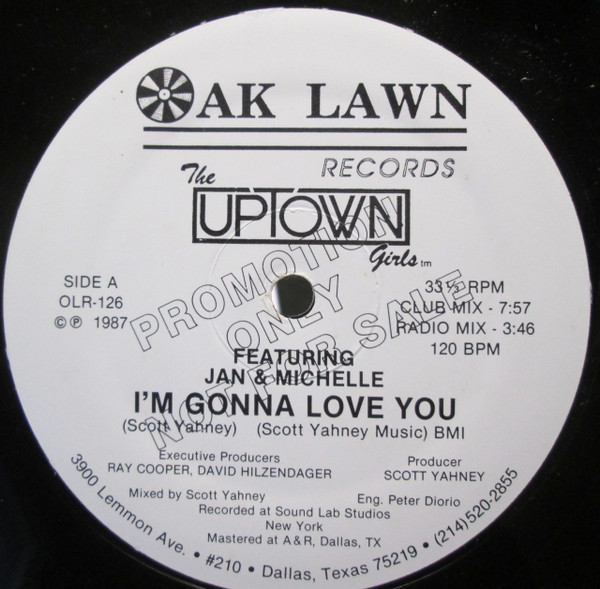 OAK LAWN
RECORDS
The
UPTOWN
Girls tm
PROMOTION
ONLY
NOT FOR SALE
SIDE A
OLR-126
© ℗ 1987
33⅓ RPM
CLUB MIX - 7:57
RADIO MIX - 3:46
120 BPM
FEATURING
JAN & MICHELLE
I'M GONNA LOVE YOU
(Scott Yahney) (Scott Yahney Music) BMI
Executive Producers
RAY COOPER, DAVID HILZENDAGER
Producer
SCOTT YAHNEY
Mixed by Scott Yahney
Eng. Peter Diorio
Recorded at Sound Lab Studios
New York
Mastered at A & R, Dallas, TX
3900 Lemmon Ave. • #210 • Dallas, Texas 75219 • (214)520-2855